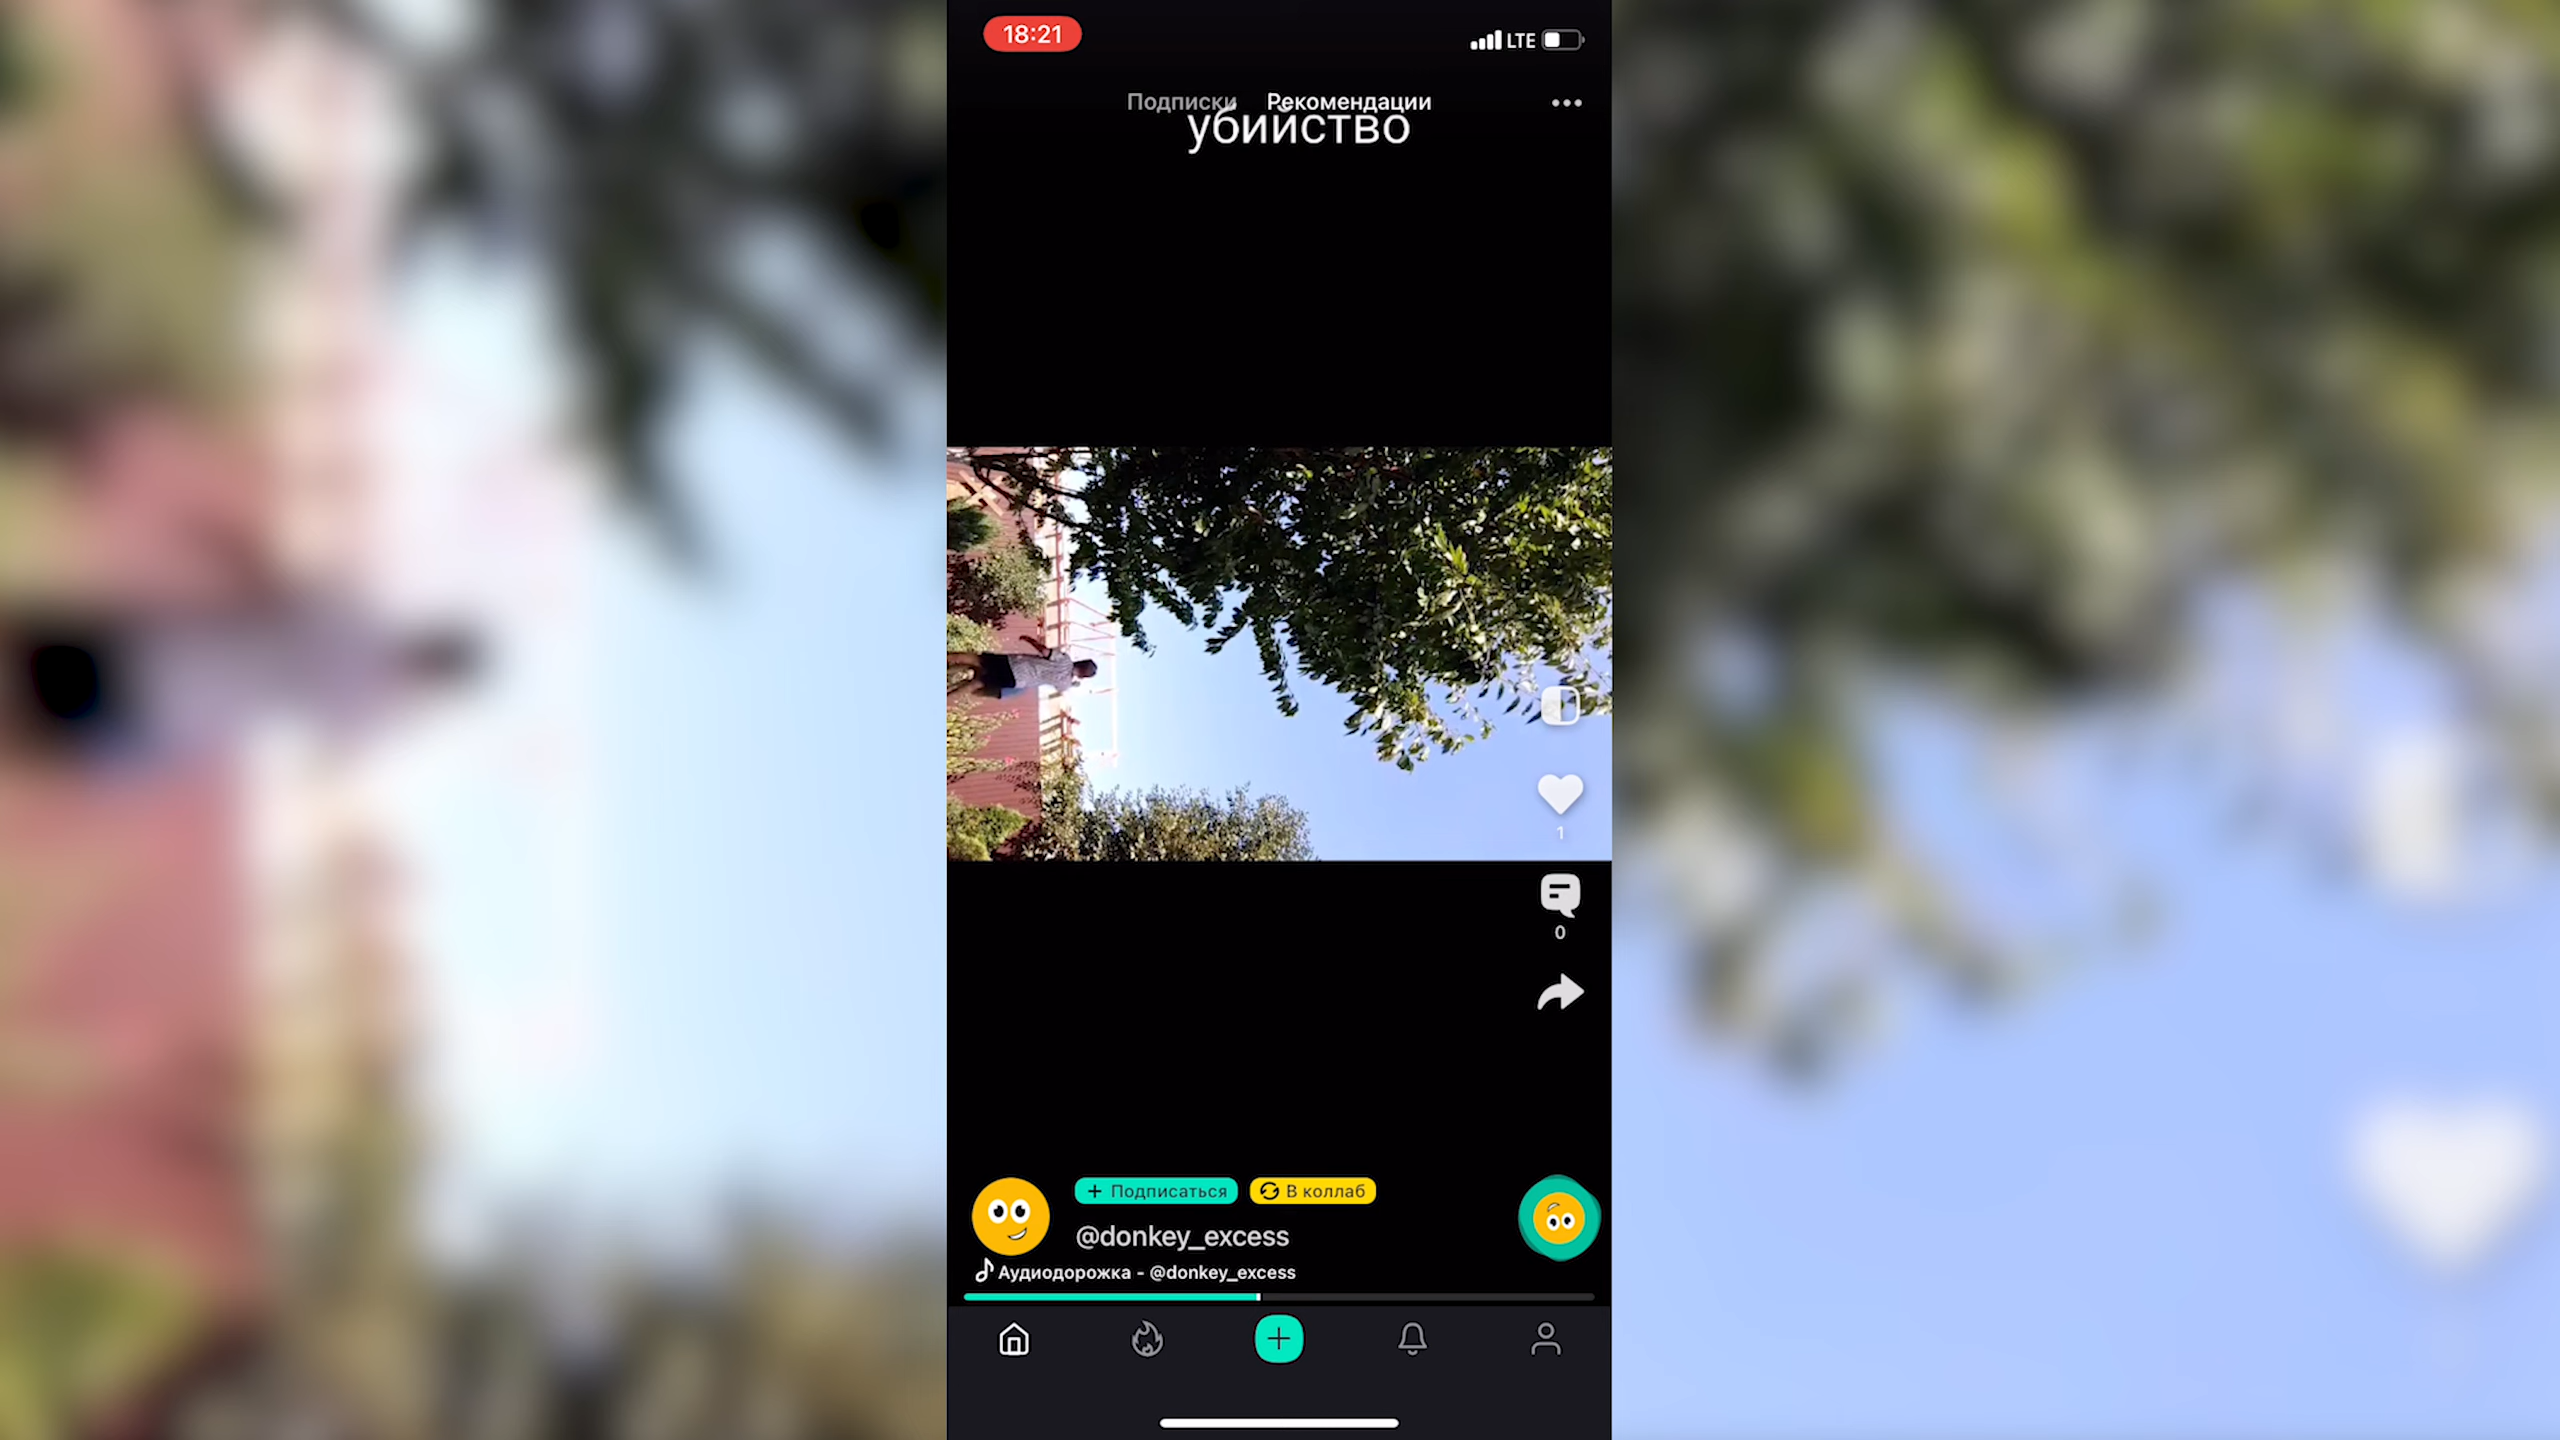 18:21
LTE
Подписки Рекомендации
убийство
1
0
+ Подписаться
В коллаб
@donkey_excess
Аудиодорожка - @donkey_excess